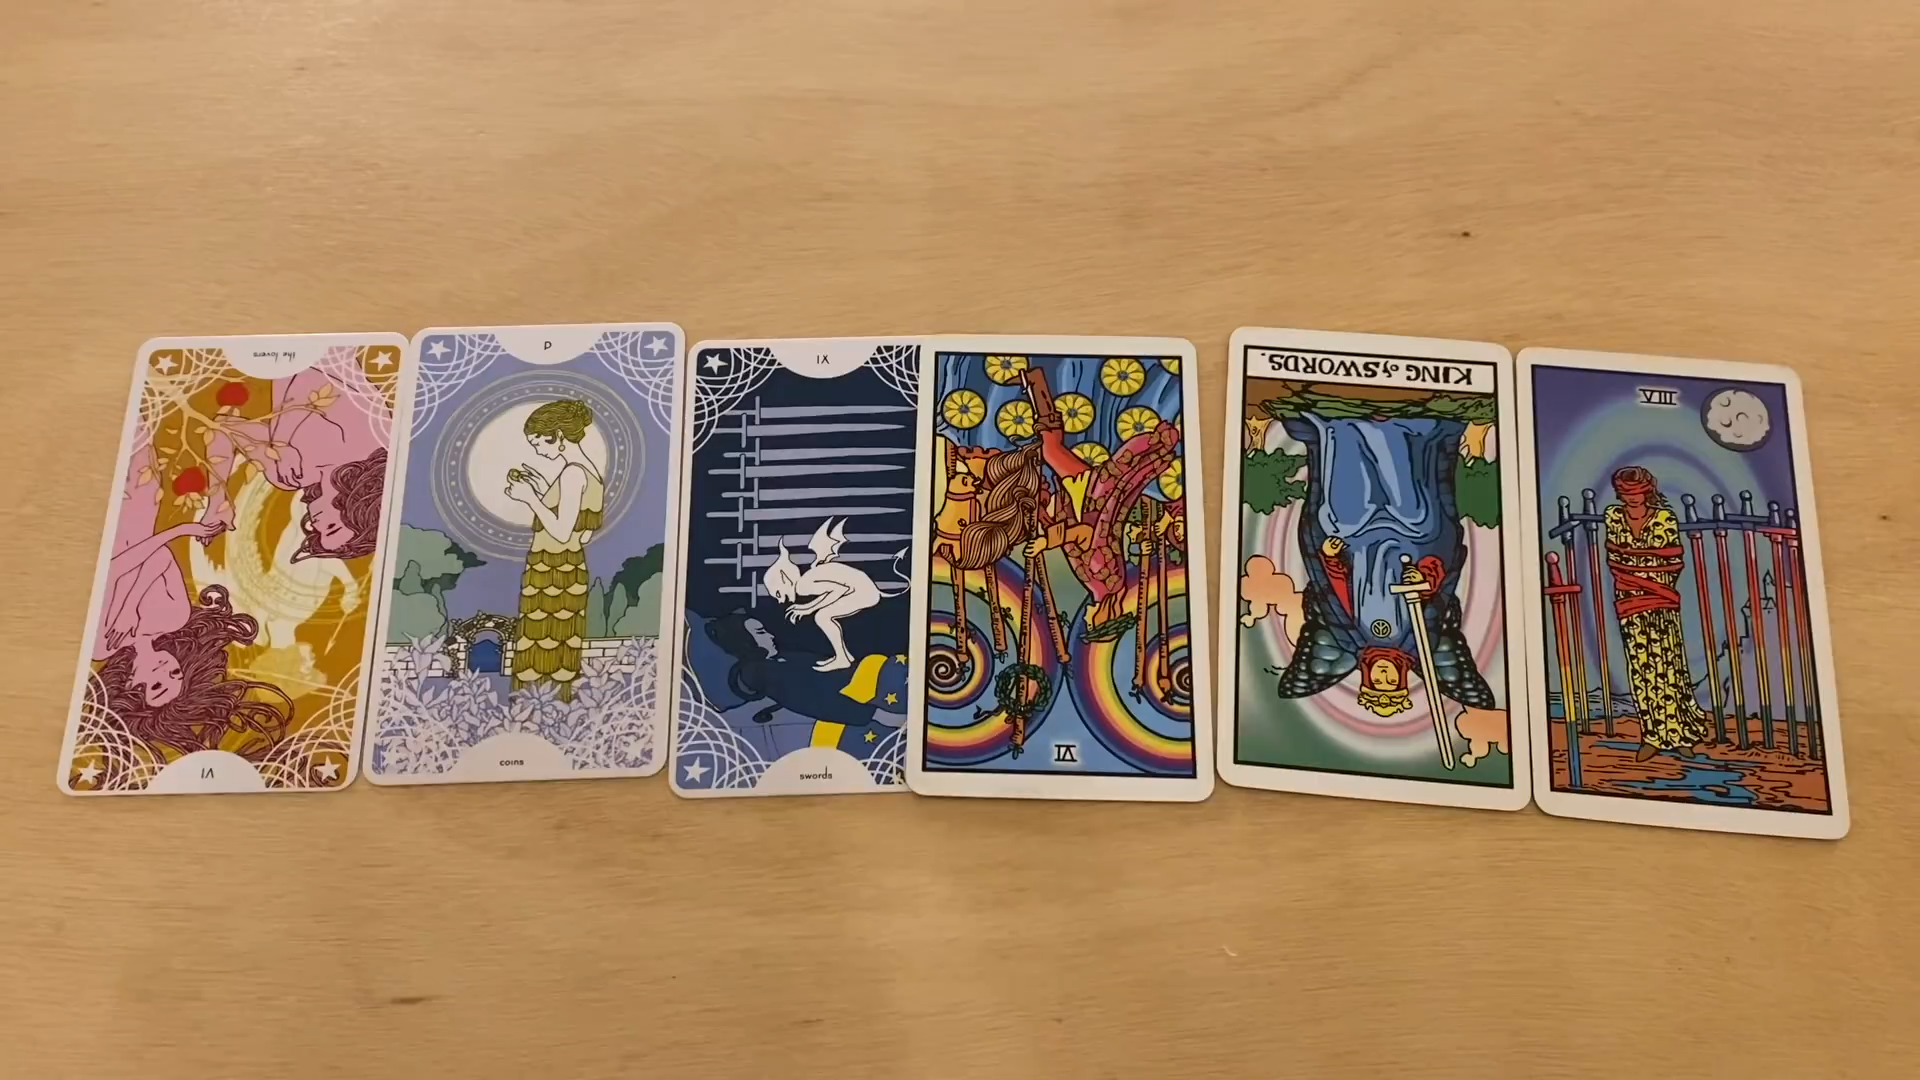 the lovers
VI
P
coins
IX
swords
VI
KING of SWORDS.
VIII